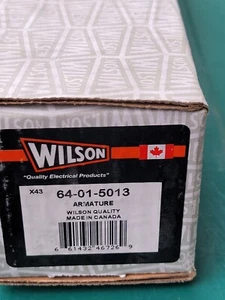 WILSON
"Quality Electrical Products"
X43 64-01-5013
ARMATURE
WILSON QUALITY
MADE IN CANADA
6 61432 46726 9